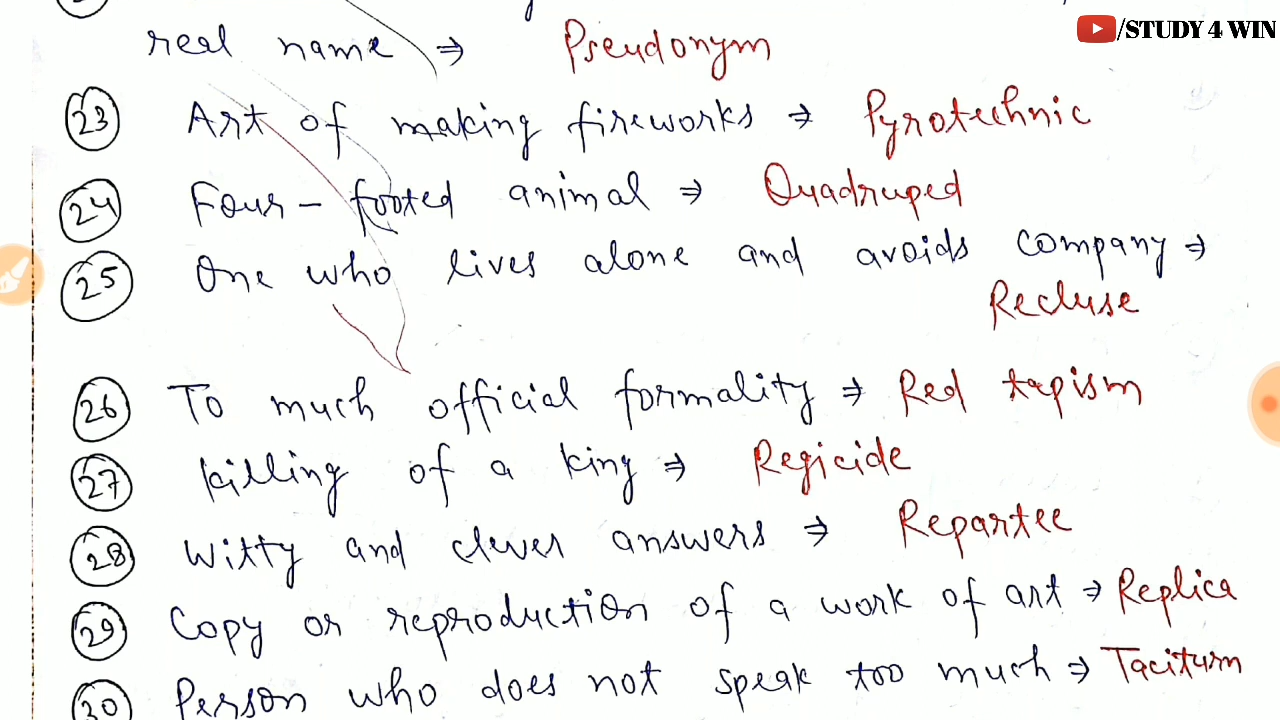 /STUDY 4 WIN
real name ⇒ Pseudonym
23 Art of making fireworks ⇒ Pyrotechnic
24 Four-footed animal ⇒ Quadruped
25 One who lives alone and avoids company ⇒
Recluse
26 To much official formality ⇒ Red tapism
27 killing of a king ⇒ Regicide
28 Witty and clever answers ⇒ Repartee
29 Copy or reproduction of a work of art ⇒ Replica
30 Person who does not speak too much ⇒ Taciturn